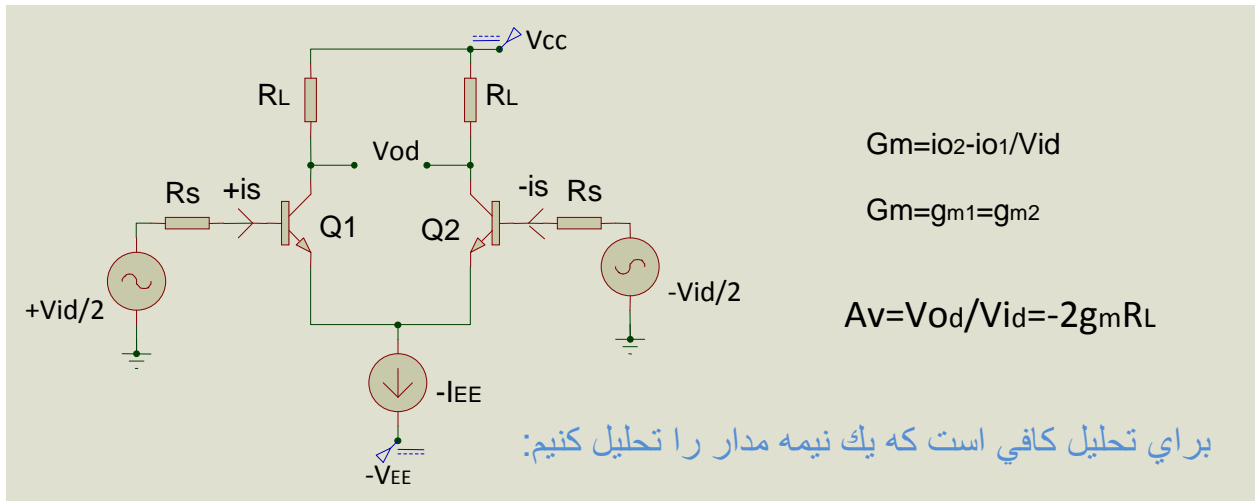 Vcc
RL
RL
Vod
Rs
+is
-is
Rs
Q1
Q2
+Vid/2
-Vid/2
-IEE
-VEE
Gm=io2-io1/Vid
Gm=gm1=gm2
Av=Vod/Vid=-2gmRL
براي تحليل كافي است كه يك نيمه مدار را تحليل كنيم: